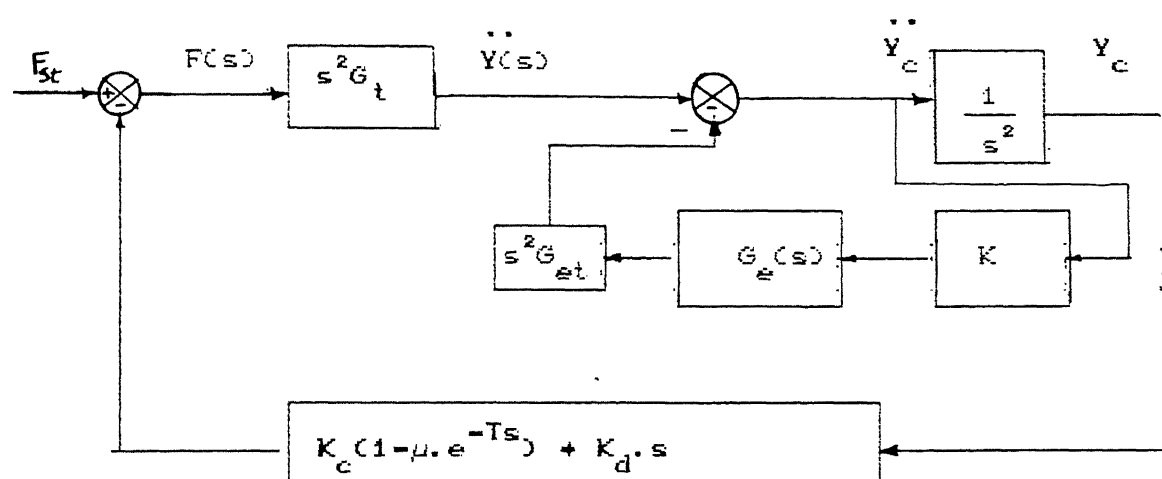 F_st
F(s)
s²G_t
Ÿ(s)
Ÿ_c
Y_c
1
s²
+
-
-
−
s²G_et
G_e(s)
K
K_c(1-μ.e^-Ts) + K_d.s